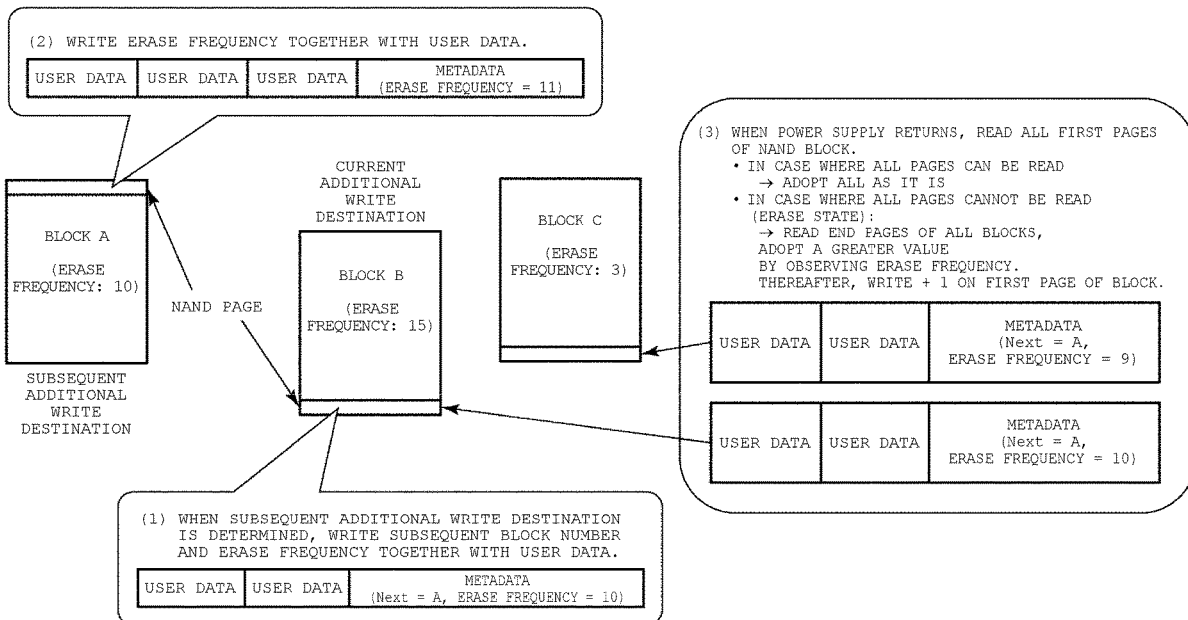 (2) WRITE ERASE FREQUENCY TOGETHER WITH USER DATA.
USER DATA
USER DATA
USER DATA
METADATA
(ERASE FREQUENCY = 11)
BLOCK A
(ERASE
FREQUENCY: 10)
SUBSEQUENT
ADDITIONAL
WRITE
DESTINATION
NAND PAGE
CURRENT
ADDITIONAL
WRITE
DESTINATION
BLOCK B
(ERASE
FREQUENCY: 15)
BLOCK C
(ERASE
FREQUENCY: 3)
(3) WHEN POWER SUPPLY RETURNS, READ ALL FIRST PAGES
OF NAND BLOCK.
• IN CASE WHERE ALL PAGES CAN BE READ
→ ADOPT ALL AS IT IS
• IN CASE WHERE ALL PAGES CANNOT BE READ
(ERASE STATE):
→ READ END PAGES OF ALL BLOCKS,
ADOPT A GREATER VALUE
BY OBSERVING ERASE FREQUENCY.
THEREAFTER, WRITE + 1 ON FIRST PAGE OF BLOCK.
USER DATA
USER DATA
METADATA
(Next = A,
ERASE FREQUENCY = 9)
USER DATA
USER DATA
METADATA
(Next = A,
ERASE FREQUENCY = 10)
(1) WHEN SUBSEQUENT ADDITIONAL WRITE DESTINATION
IS DETERMINED, WRITE SUBSEQUENT BLOCK NUMBER
AND ERASE FREQUENCY TOGETHER WITH USER DATA.
USER DATA
USER DATA
METADATA
(Next = A, ERASE FREQUENCY = 10)